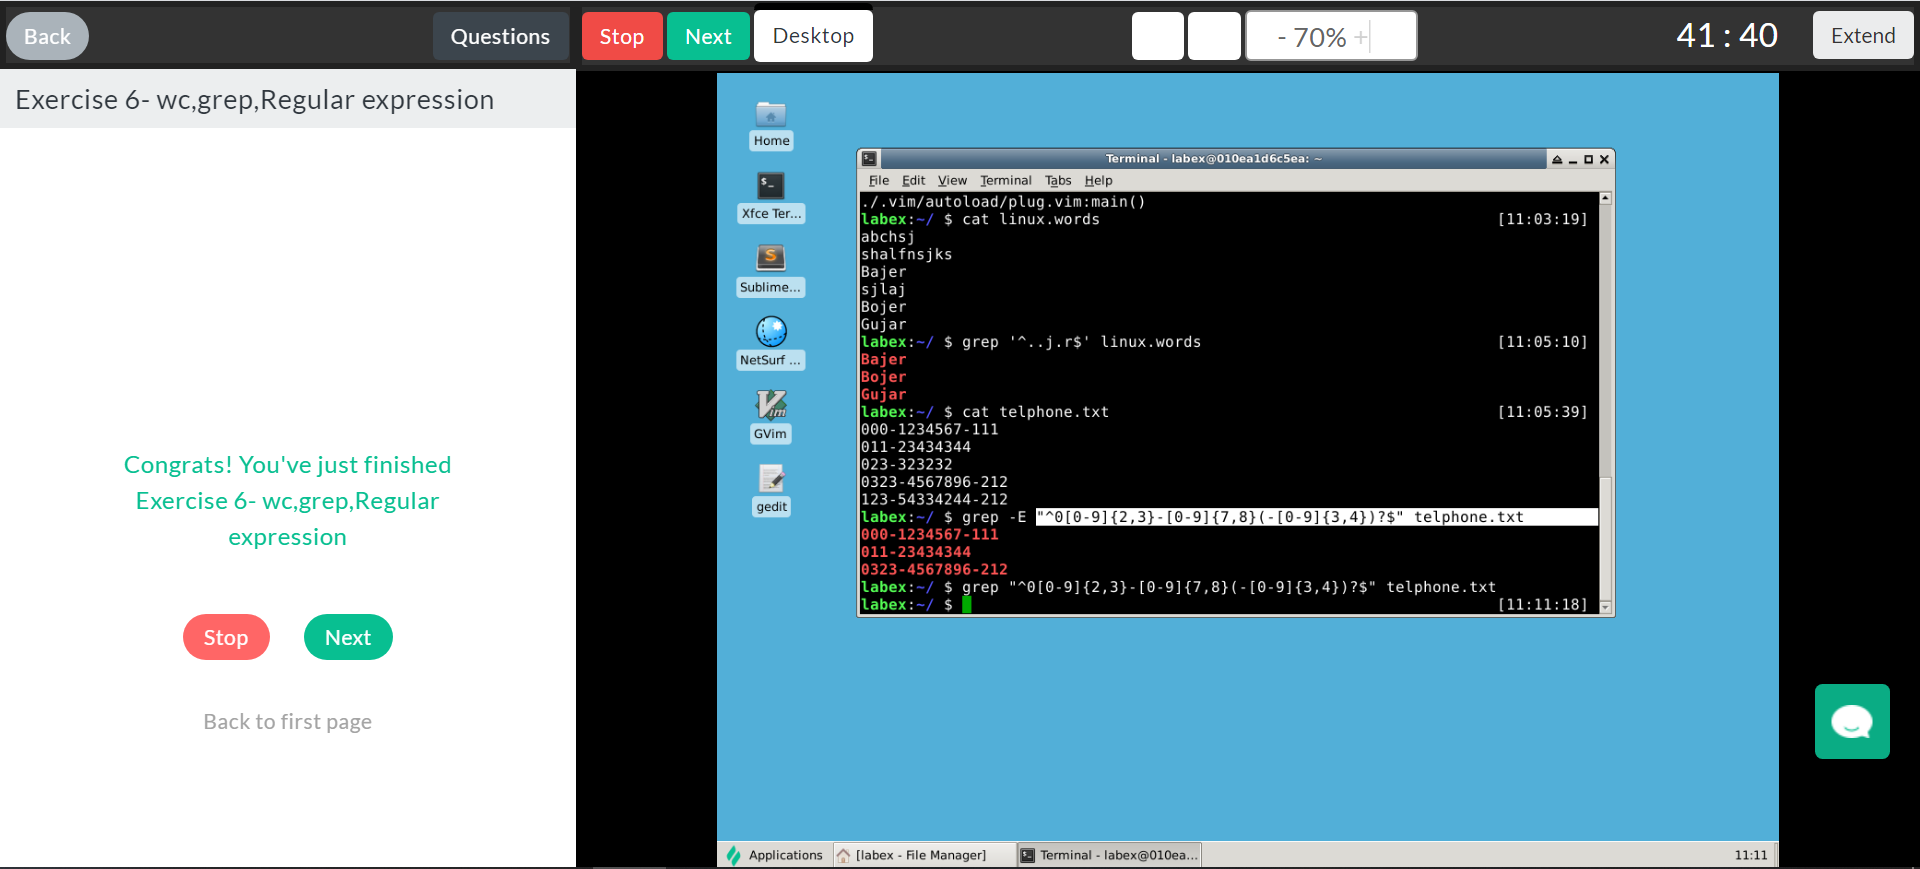 Back
Questions
Stop
Next
Desktop
- 70% +
41 : 40
Extend
Exercise 6- wc,grep,Regular expression
Congrats! You've just finished
Exercise 6- wc,grep,Regular
expression
Stop
Next
Back to first page
Home
Xfce Ter...
Sublime...
NetSurf ...
GVim
gedit
Terminal - labex@010ea1d6c5ea: ~
File Edit View Terminal Tabs Help
./.vim/autoload/plug.vim:main()
labex:~/ $ cat linux.words [11:03:19]
abchsj
shalfnsjks
Bajer
sjlaj
Bojer
Gujar
labex:~/ $ grep '^..j.r$' linux.words [11:05:10]
Bajer
Bojer
Gujar
labex:~/ $ cat telphone.txt [11:05:39]
000-1234567-111
011-23434344
023-323232
0323-4567896-212
123-54334244-212
labex:~/ $ grep -E "^0[0-9]{2,3}-[0-9]{7,8}(-[0-9]{3,4})?$" telphone.txt
000-1234567-111
011-23434344
0323-4567896-212
labex:~/ $ grep "^0[0-9]{2,3}-[0-9]{7,8}(-[0-9]{3,4})?$" telphone.txt
labex:~/ $ [11:11:18]
Applications
[labex - File Manager]
Terminal - labex@010ea...
11:11